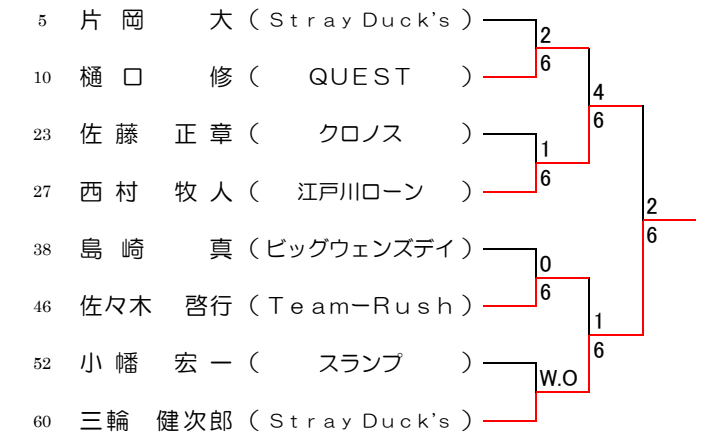 5 片岡 大 (Stray Duck's)
2
6
10 樋口 修 (QUEST)
4
6
23 佐藤 正章 (クロノス)
1
6
27 西村 牧人 (江戸川ローン)
2
6
38 島崎 真 (ビッグウェンズデイ)
0
6
46 佐々木 啓行 (Team-Rush)
1
6
52 小幡 宏一 (スランプ)
W.O
60 三輪 健次郎 (Stray Duck's)